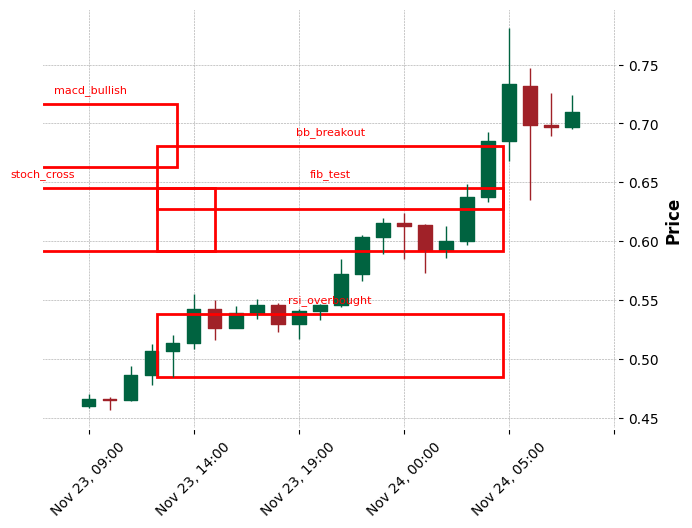 macd_bullish
bb_breakout
stoch_cross
fib_test
rsi_overbought
0.75
0.70
0.65
0.60
0.55
0.50
0.45
Price
Nov 23, 09:00
Nov 23, 14:00
Nov 23, 19:00
Nov 24, 00:00
Nov 24, 05:00